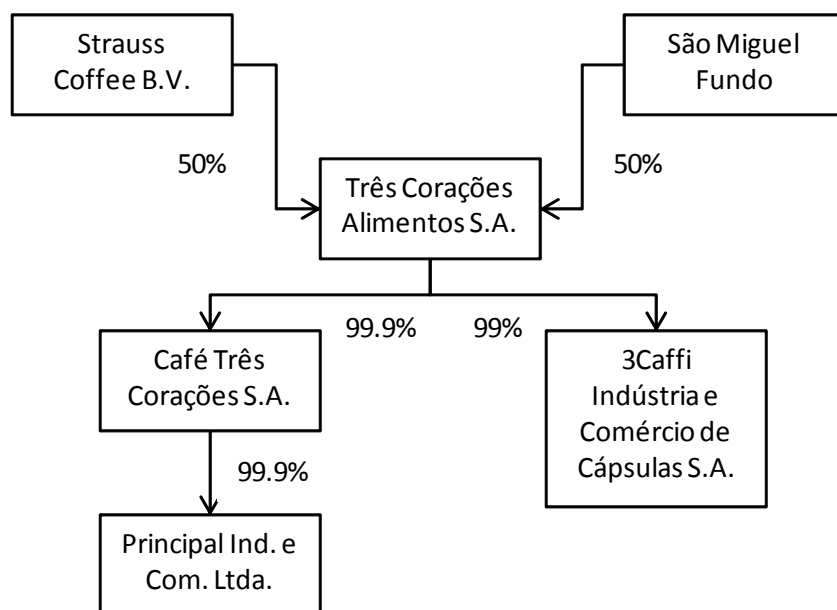 Strauss
Coffee B.V.
São Miguel
Fundo
50%
50%
Três Corações
Alimentos S.A.
99.9%
99%
Café Três
Corações S.A.
3Caffi
Indústria e
Comércio de
Cápsulas S.A.
99.9%
Principal Ind. e
Com. Ltda.